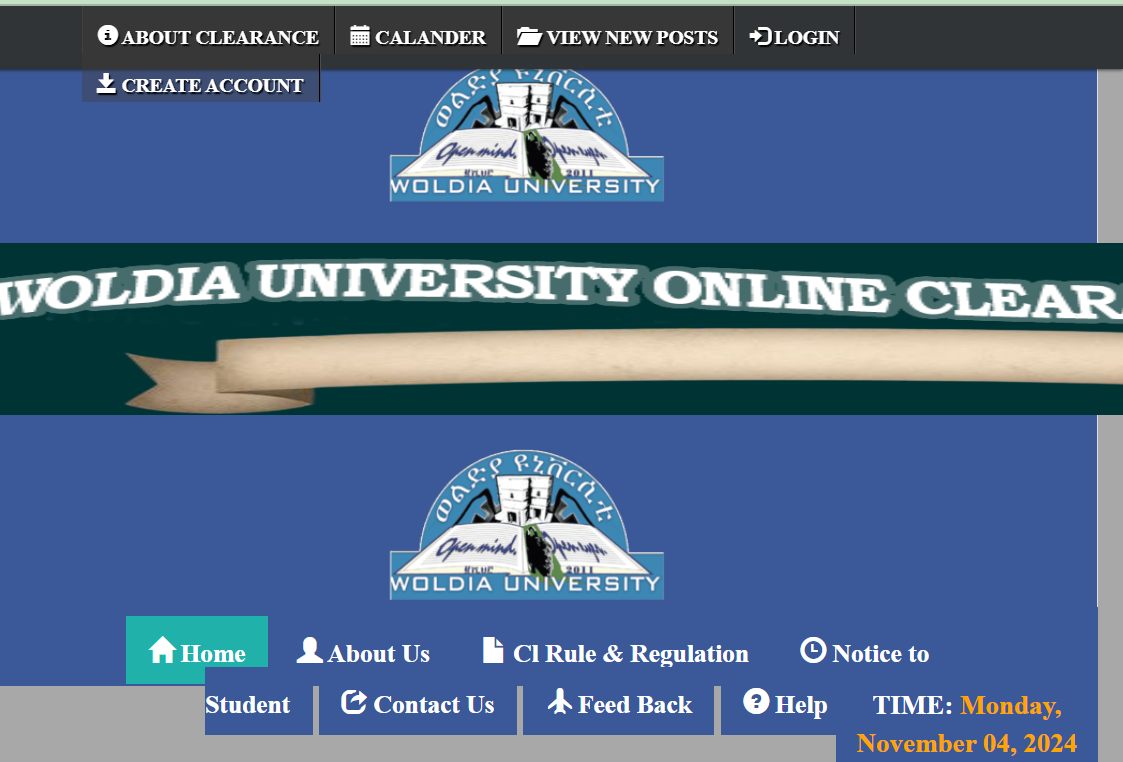 ABOUT CLEARANCE CALANDER VIEW NEW POSTS LOGIN
CREATE ACCOUNT
ወልድያ ዩኒቨርሲቲ
Open mind, Open eyes
2011
WOLDIA UNIVERSITY
WOLDIA UNIVERSITY ONLINE CLEAR
ወልድያ ዩኒቨርሲቲ
Open mind, Open eyes
2011
WOLDIA UNIVERSITY
Home About Us Cl Rule & Regulation Notice to
Student Contact Us Feed Back Help TIME: Monday,
November 04, 2024